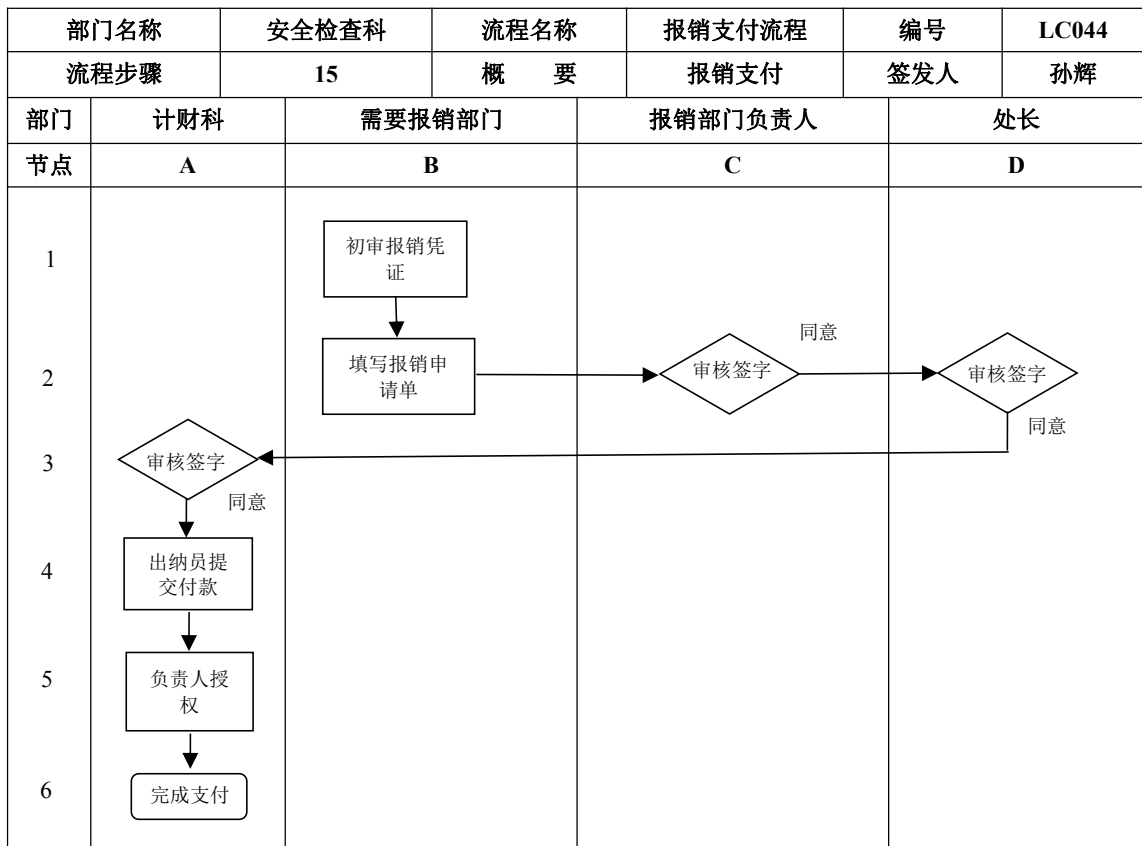 部门名称 安全检查科 流程名称 报销支付流程 编号 LC044
流程步骤 15 概 要 报销支付 签发人 孙辉
部门 计财科 需要报销部门 报销部门负责人 处长
节点 A B C D
1
初审报销凭
证
2
填写报销申
请单
审核签字
同意
审核签字
同意
3
审核签字
同意
4
出纳员提
交付款
5
负责人授
权
6
完成支付